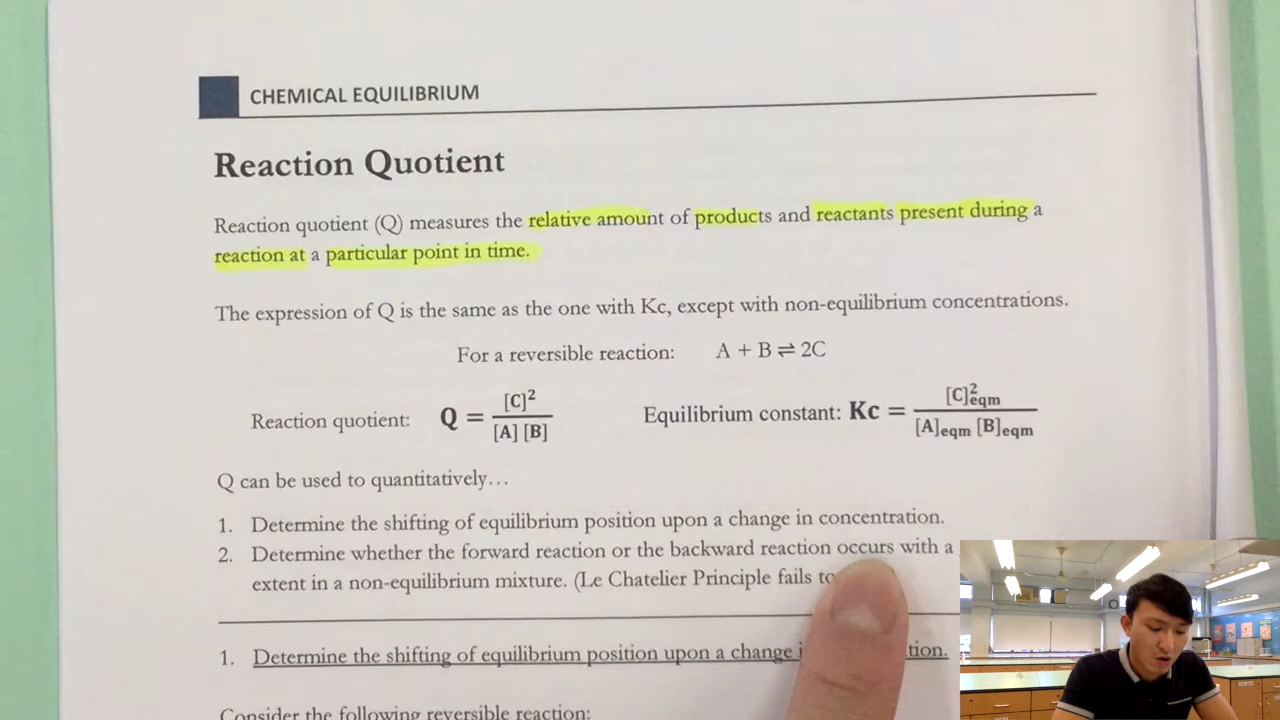 CHEMICAL EQUILIBRIUM
Reaction Quotient
Reaction quotient (Q) measures the relative amount of products and reactants present during a
reaction at a particular point in time.
The expression of Q is the same as the one with Kc, except with non-equilibrium concentrations.
For a reversible reaction: A + B ⇌ 2C
Reaction quotient: Q = [C]² / [A] [B] Equilibrium constant: Kc = [C]²eqm / [A]eqm [B]eqm
Q can be used to quantitatively…
1. Determine the shifting of equilibrium position upon a change in concentration.
2. Determine whether the forward reaction or the backward reaction occurs with a
extent in a non-equilibrium mixture. (Le Chatelier Principle fails to
1. Determine the shifting of equilibrium position upon a change tion.
Consider the following reversible reaction: